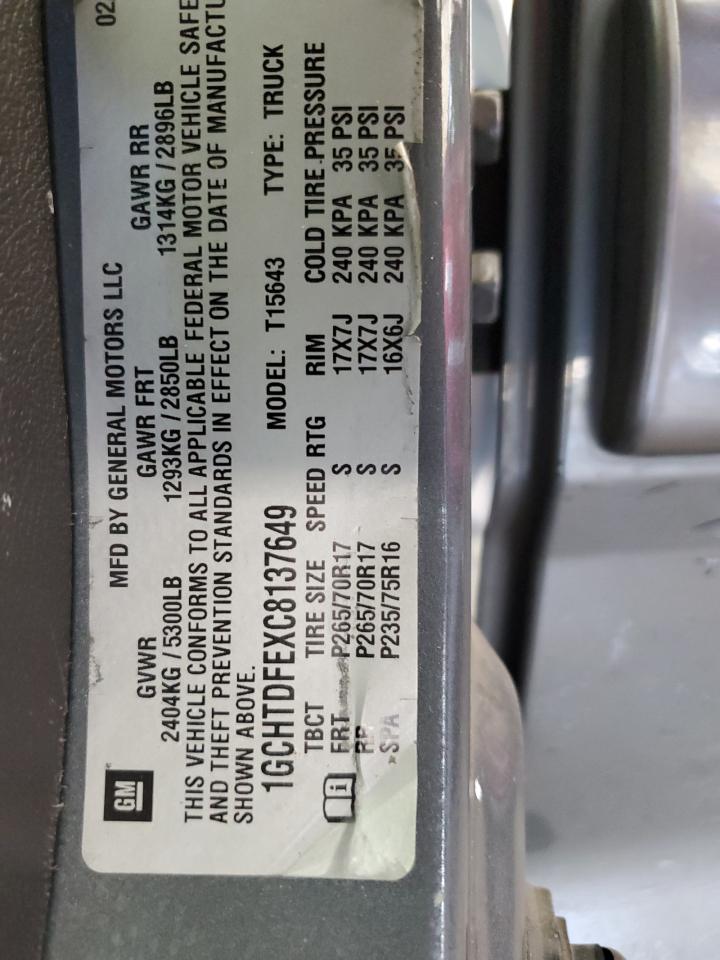 02
MFD BY GENERAL MOTORS LLC
GM
GVWR GAWR FRT GAWR RR
2404KG / 5300LB 1293KG / 2850LB 1314KG / 2896LB
THIS VEHICLE CONFORMS TO ALL APPLICABLE FEDERAL MOTOR VEHICLE SAFE
AND THEFT PREVENTION STANDARDS IN EFFECT ON THE DATE OF MANUFACTU
SHOWN ABOVE.
1GCHTDFEXC8137649 MODEL: T15643 TYPE: TRUCK
TBCT TIRE SIZE SPEED RTG RIM COLD TIRE PRESSURE
FRT P265/70R17 S 17X7J 240 KPA 35 PSI
RR P265/70R17 S 17X7J 240 KPA 35 PSI
SPA P235/75R16 S 16X6J 240 KPA 35 PSI